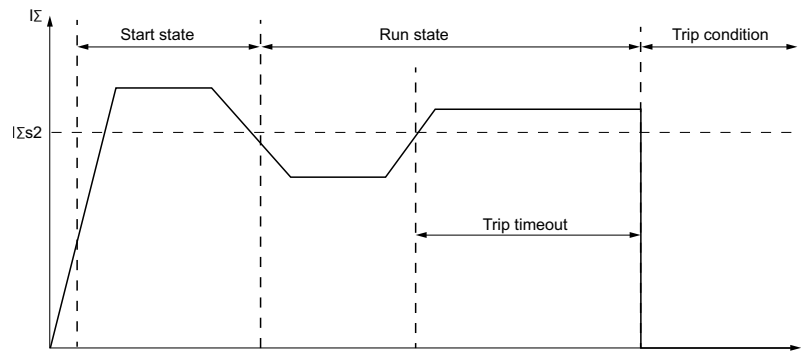 IΣ
Start state
Run state
Trip condition
IΣs2
Trip timeout